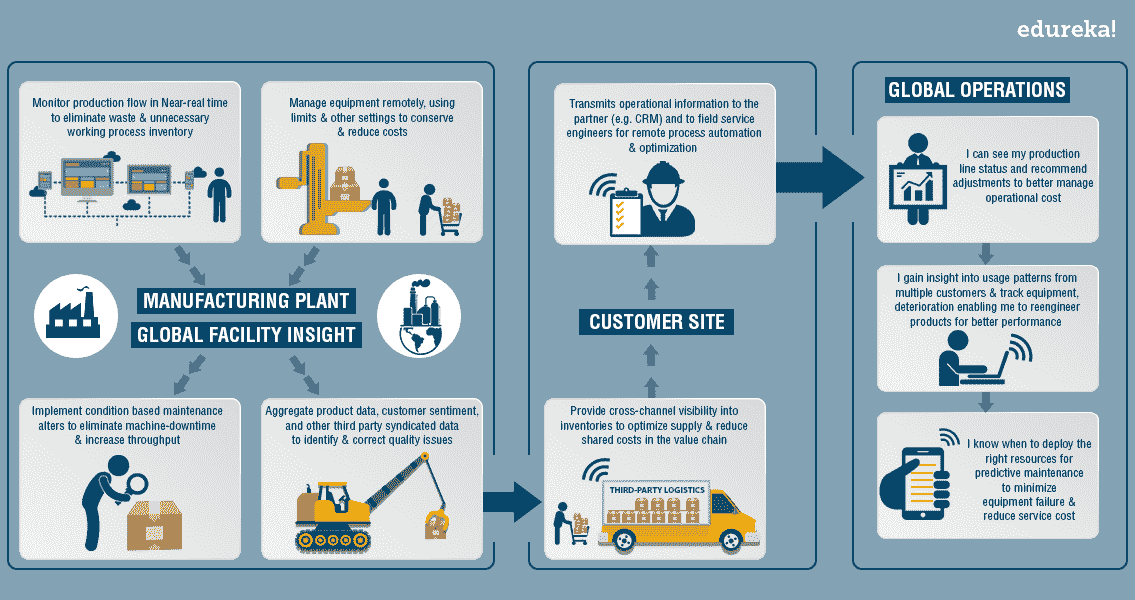 edureka!
Monitor production flow in Near-real time
to eliminate waste & unnecessary
working process inventory
Manage equipment remotely, using
limits & other settings to conserve
& reduce costs
MANUFACTURING PLANT
GLOBAL FACILITY INSIGHT
Implement condition based maintenance
alters to eliminate machine-downtime
& increase throughput
Aggregate product data, customer sentiment,
and other third party syndicated data
to identify & correct quality issues
Transmits operational information to the
partner (e.g. CRM) and to field service
engineers for remote process automation
& optimization
CUSTOMER SITE
Provide cross-channel visibility into
inventories to optimize supply & reduce
shared costs in the value chain
THIRD-PARTY LOGISTICS
GLOBAL OPERATIONS
I can see my production
line status and recommend
adjustments to better manage
operational cost
I gain insight into usage patterns from
multiple customers & track equipment,
deterioration enabling me to reengineer
products for better performance
I know when to deploy the
right resources for
predictive maintenance
to minimize
equipment failure &
reduce service cost